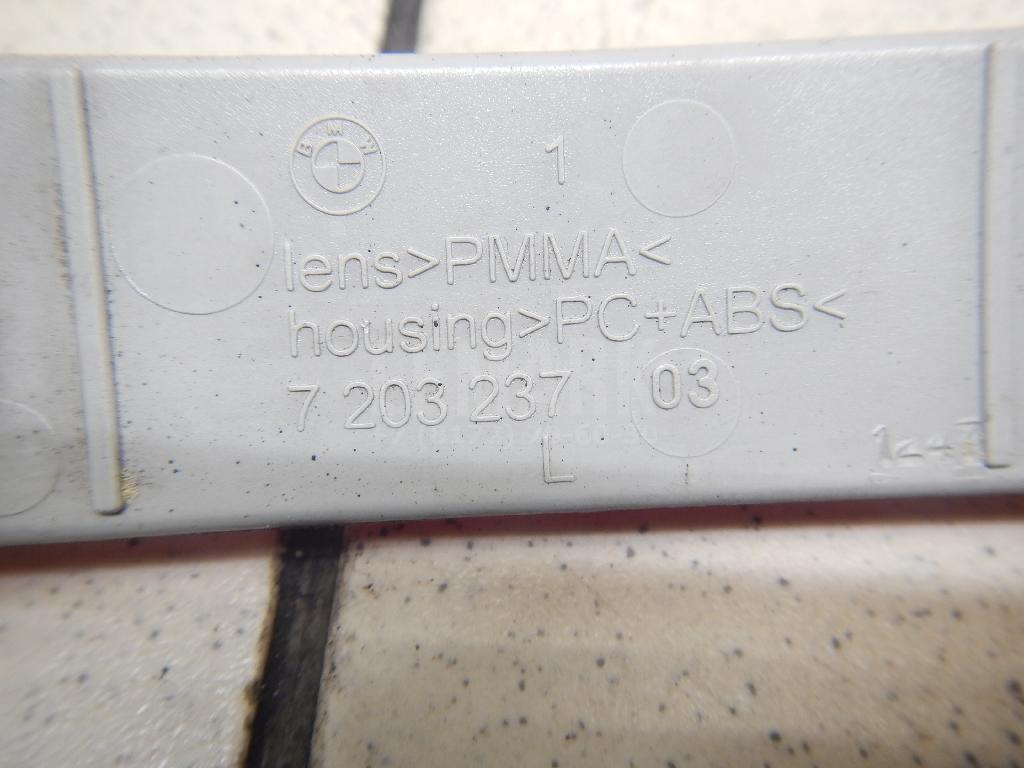 BMW 1
lens>PMMA<
housing>PC+ABS<
7 203 237 03
L